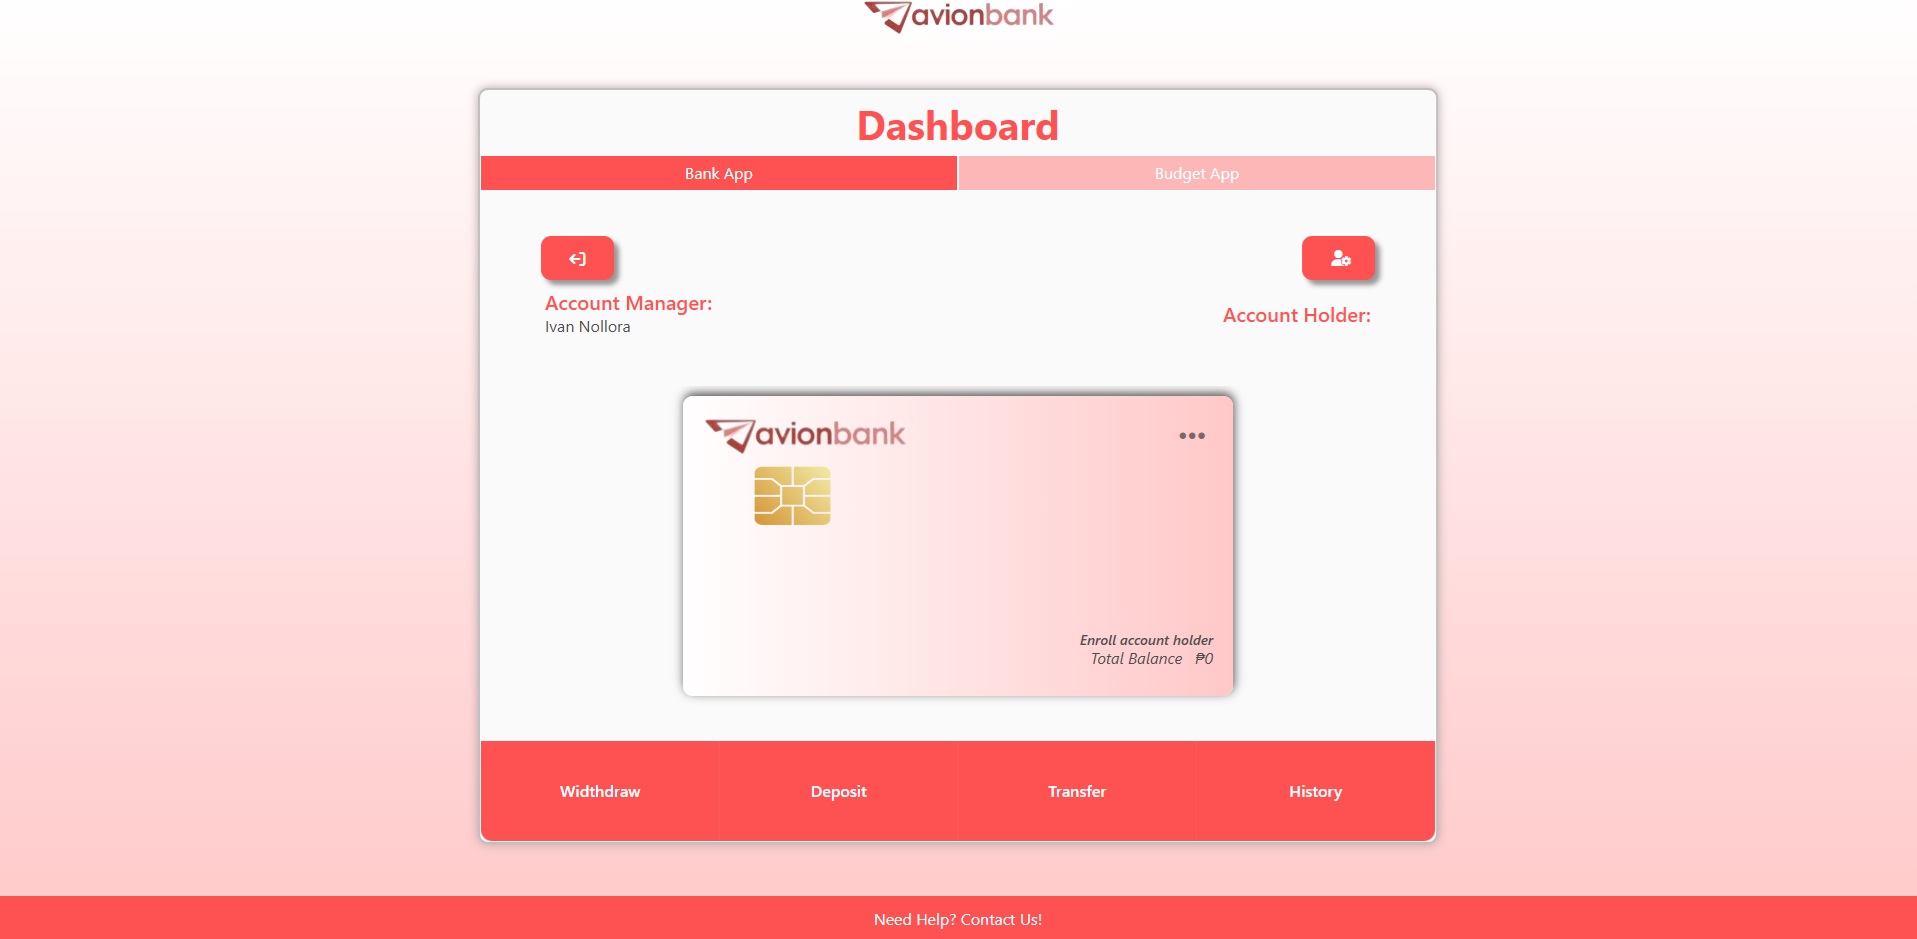 avionbank
Dashboard
Bank App
Budget App
Account Manager:
Ivan Nollora
Account Holder:
avionbank
Enroll account holder
Total Balance ₱0
Widthdraw
Deposit
Transfer
History
Need Help? Contact Us!